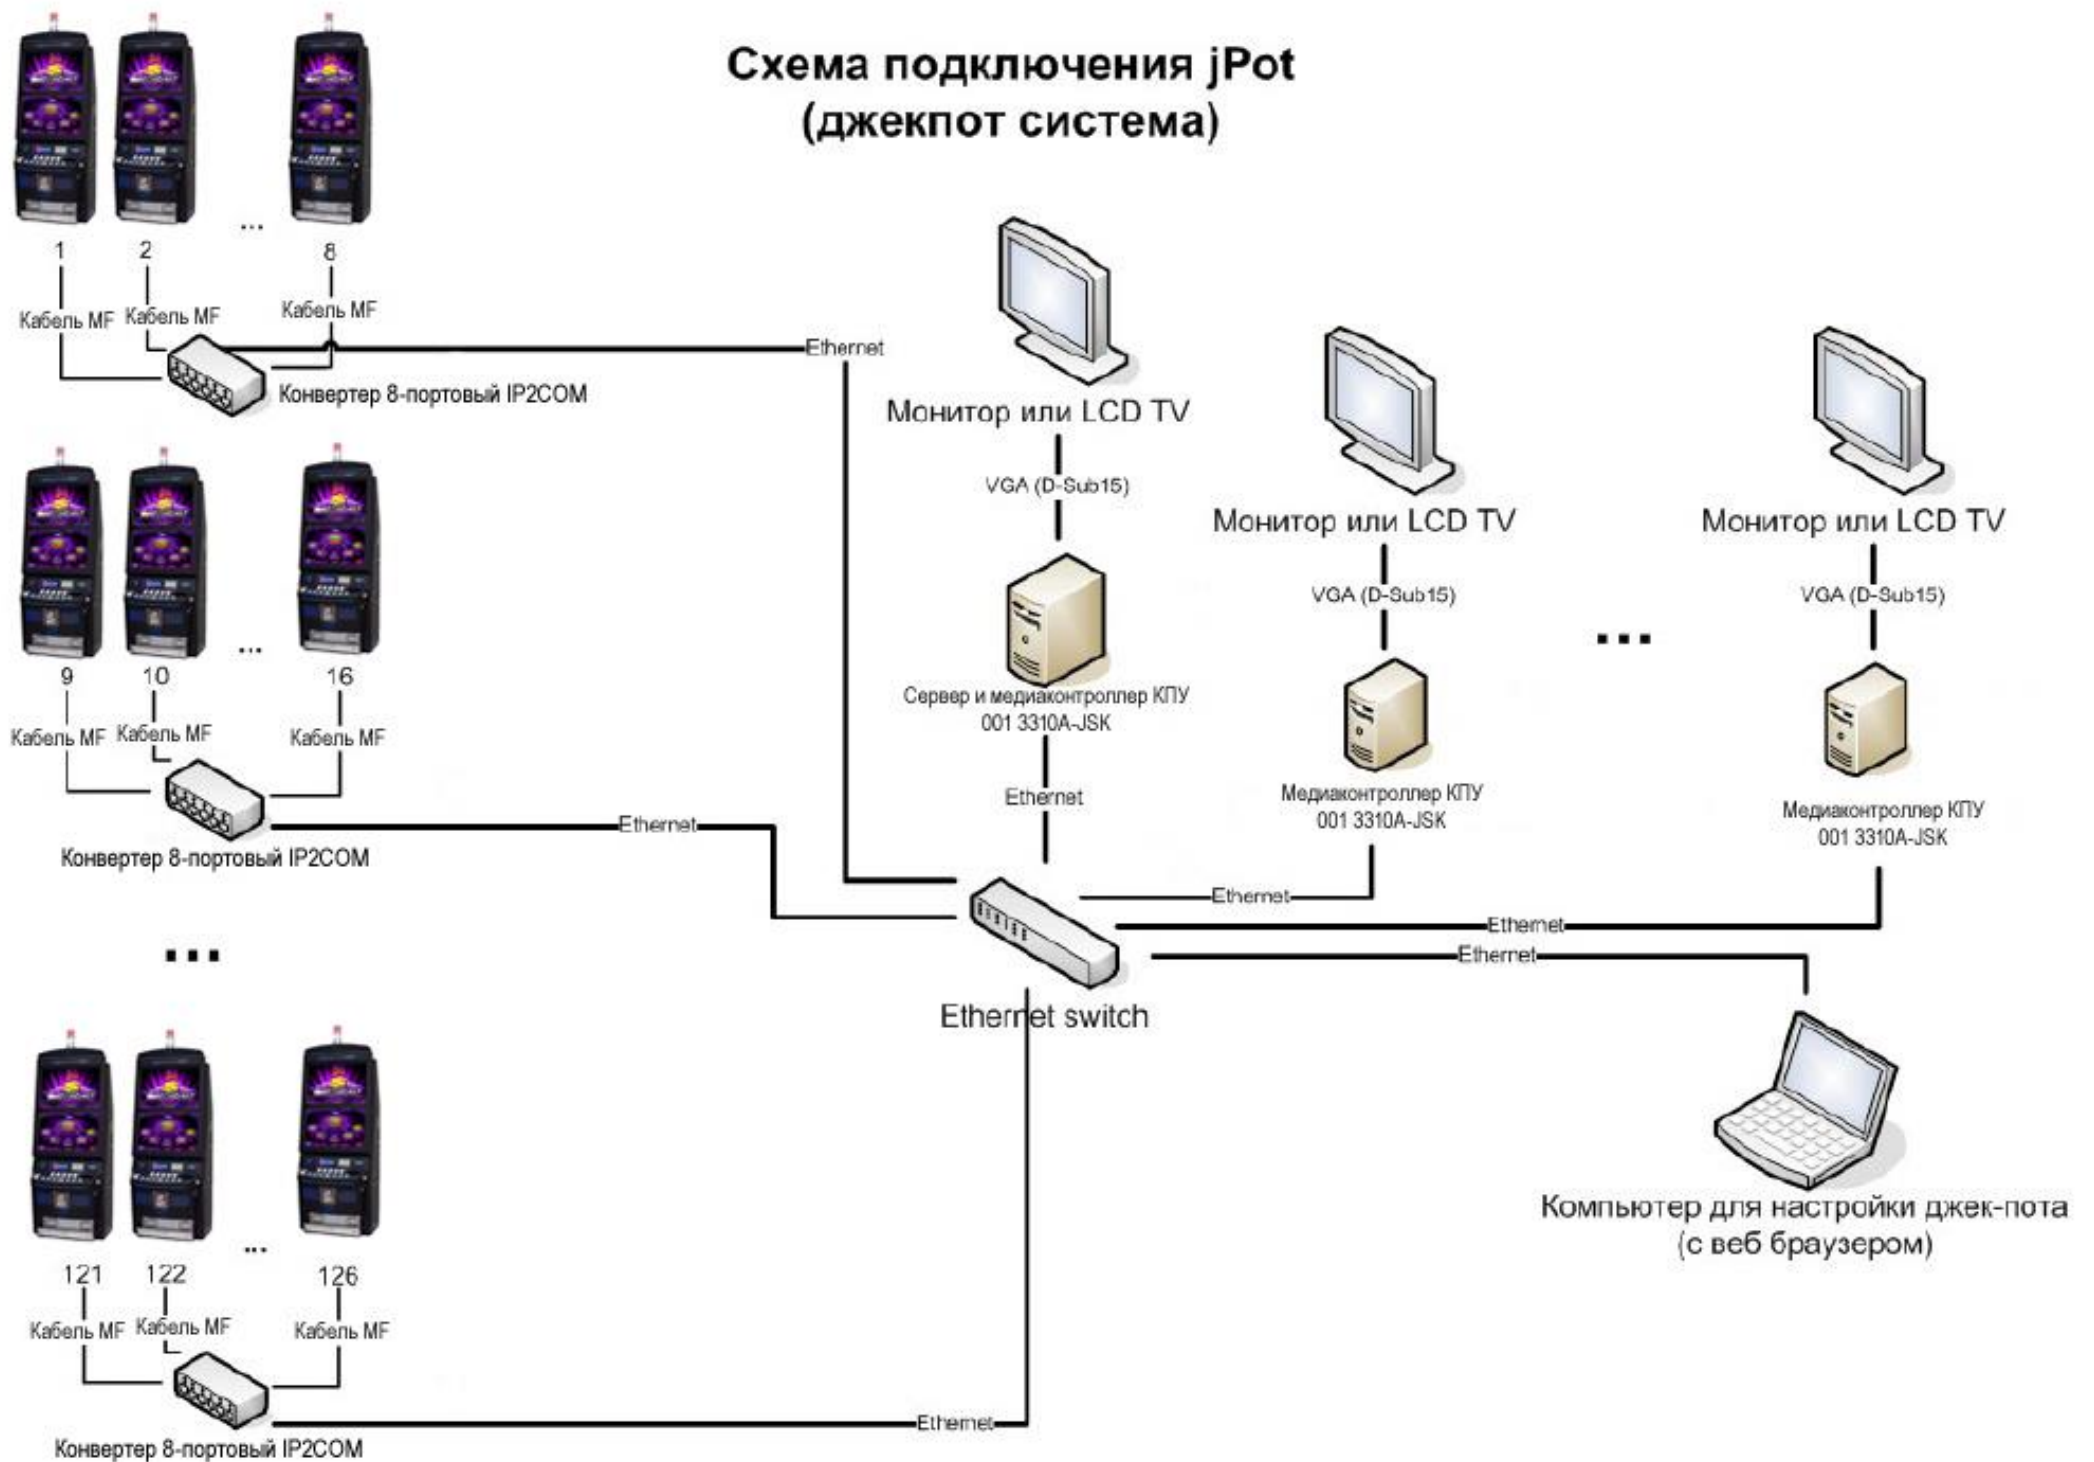 Схема подключения jPot
(джекпот система)
...
1
2
8
Кабель MF
Кабель MF
Кабель MF
Ethernet
Конвертер 8-портовый IP2COM
Монитор или LCD TV
VGA (D-Sub15)
Монитор или LCD TV
VGA (D-Sub15)
Монитор или LCD TV
VGA (D-Sub15)
...
...
9
10
16
Кабель MF
Кабель MF
Кабель MF
Сервер и медиаконтроллер КПУ
001 3310A-JSK
Ethernet
Медиаконтроллер КПУ
001 3310A-JSK
Медиаконтроллер КПУ
001 3310A-JSK
Ethernet
Конвертер 8-портовый IP2COM
Ethernet
Ethernet
Ethernet
...
Ethernet switch
Компьютер для настройки джек-пота
(с веб браузером)
...
121
122
126
Кабель MF
Кабель MF
Кабель MF
Ethernet
Конвертер 8-портовый IP2COM